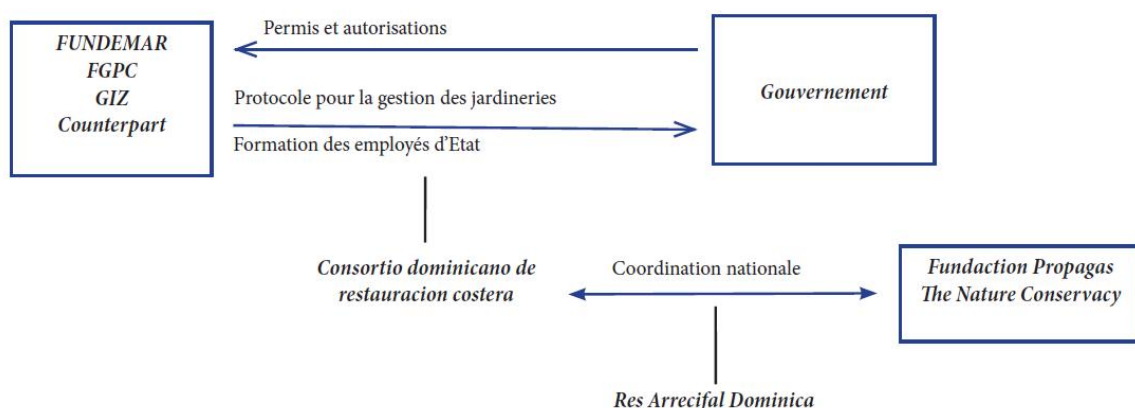 FUNDEMAR
FGPC
GIZ
Counterpart
Permis et autorisations
Protocole pour la gestion des jardineries
Formation des employés d'Etat
Gouvernement
Consortio dominicano de
restauracion costera
Coordination nationale
Fundaction Propagas
The Nature Conservacy
Res Arrecifal Dominica